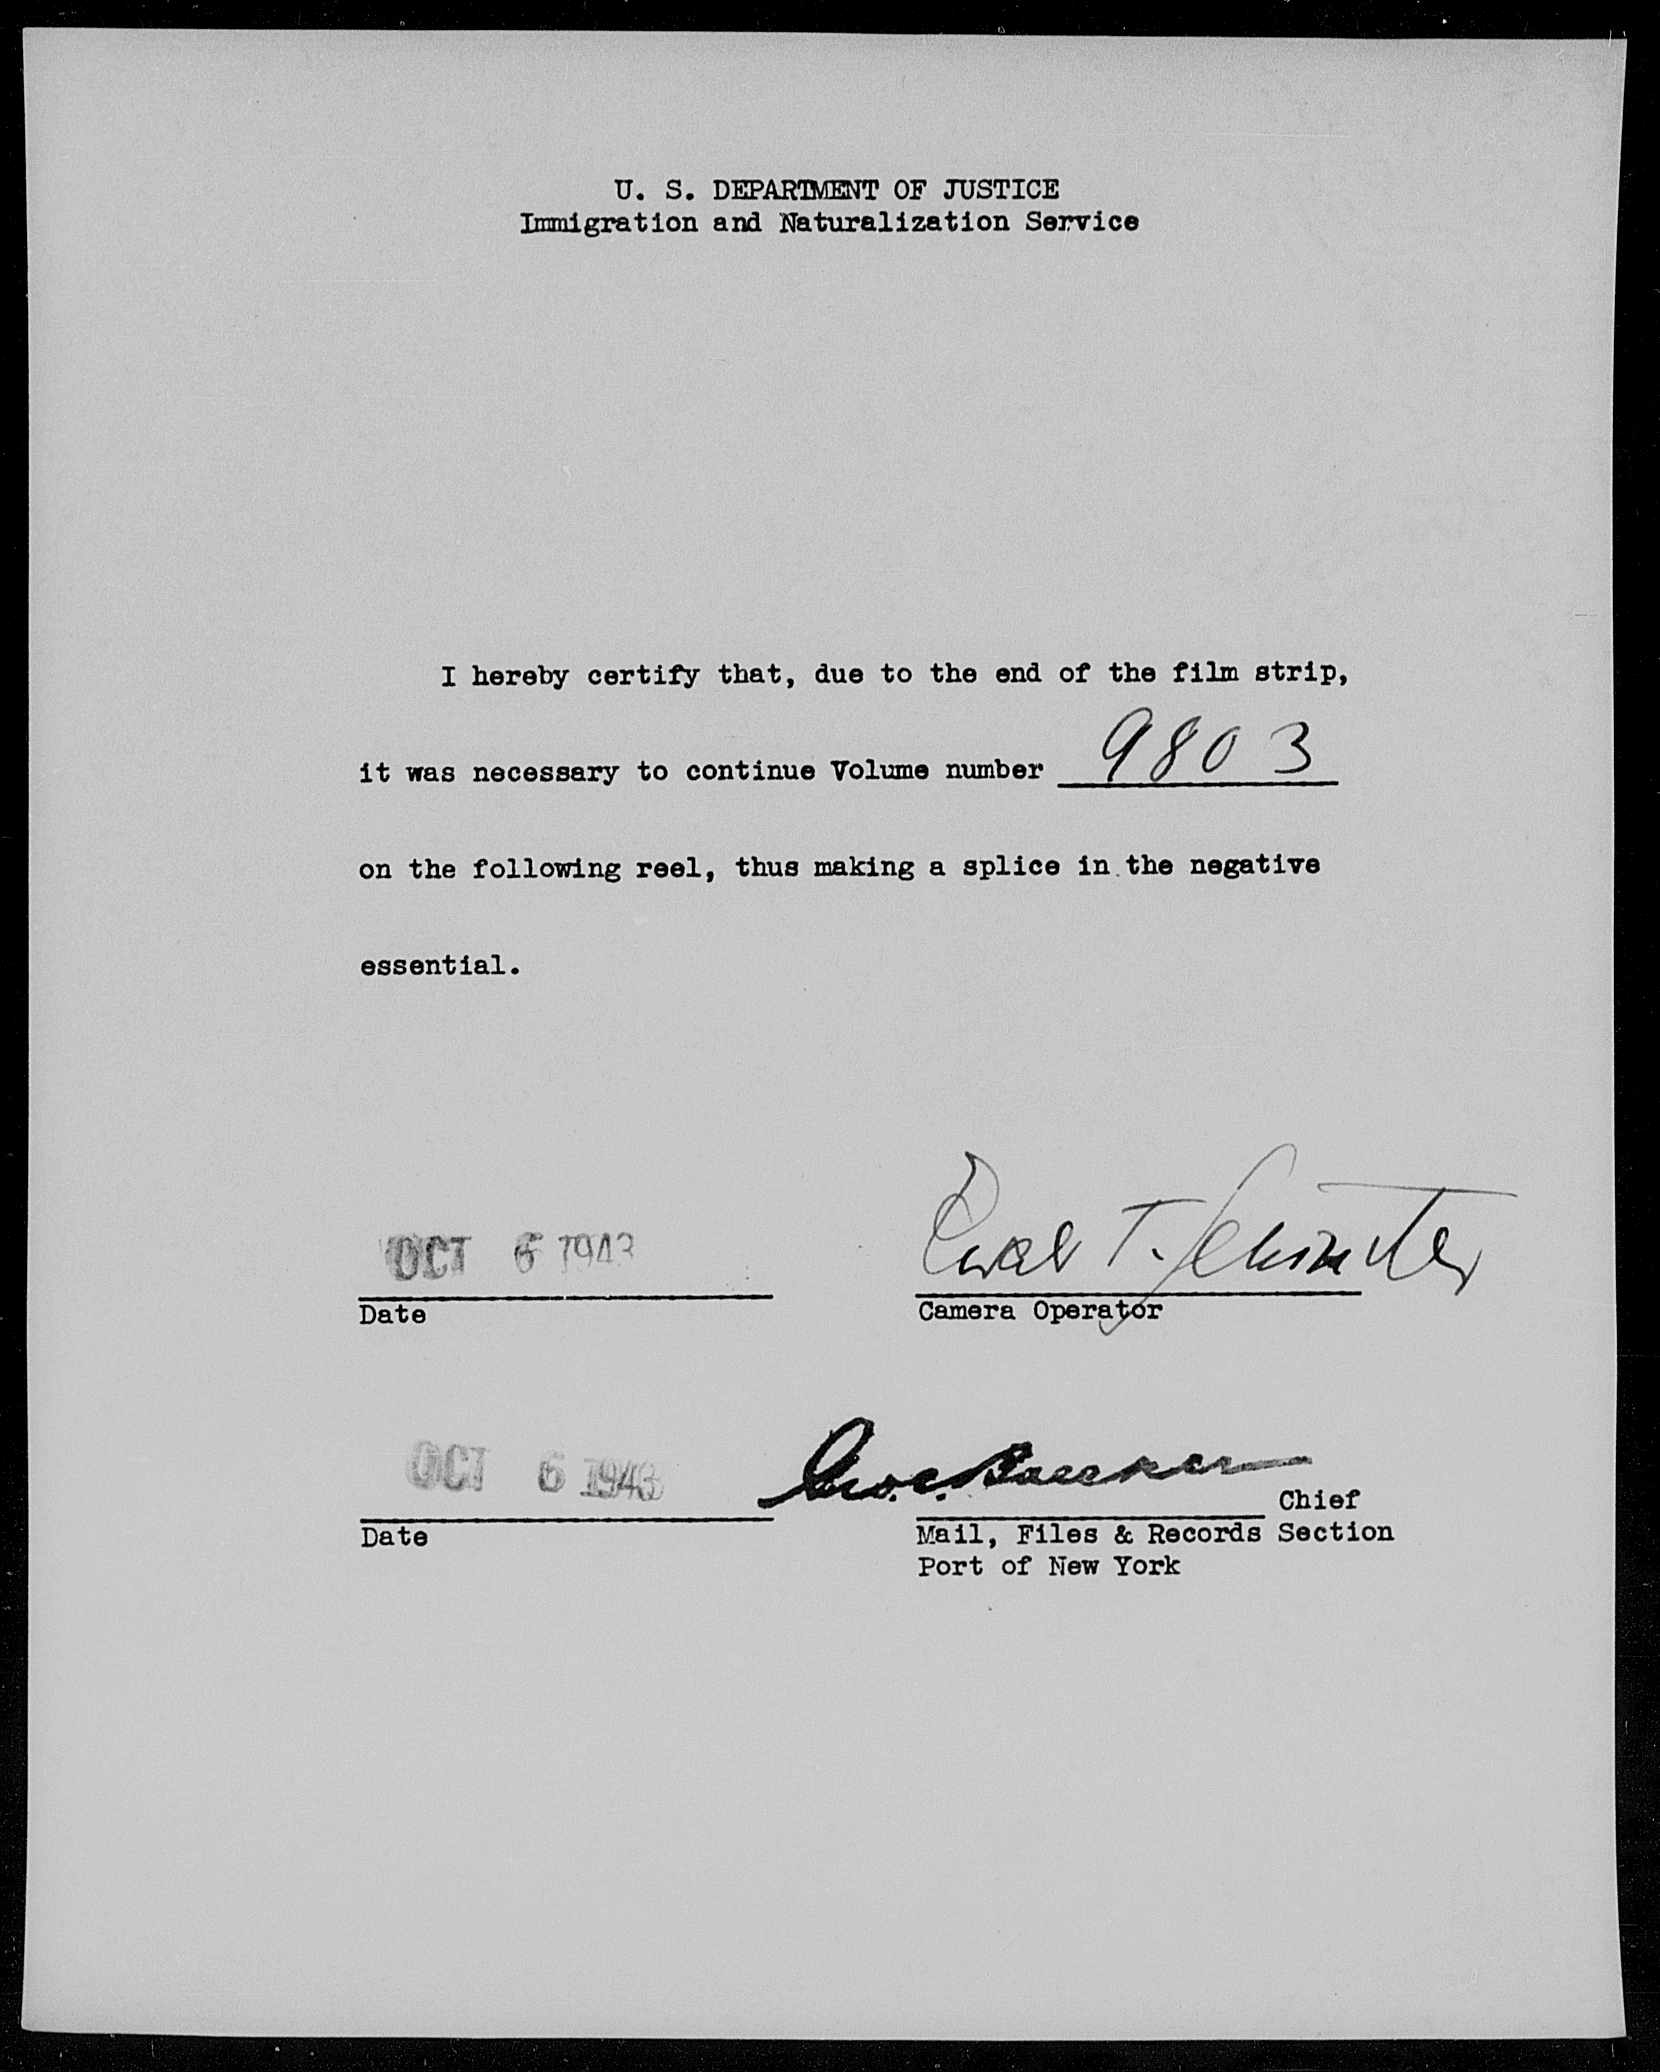 U. S. DEPARTMENT OF JUSTICE
Immigration and Naturalization Service
I hereby certify that, due to the end of the film strip,
it was necessary to continue Volume number 9803
on the following reel, thus making a splice in the negative
essential.
OCT 6 1943
Date
T.
Camera Operator
OCT 6 1943
Geo. C.
Chief
Date
Mail, Files & Records Section
Port of New York